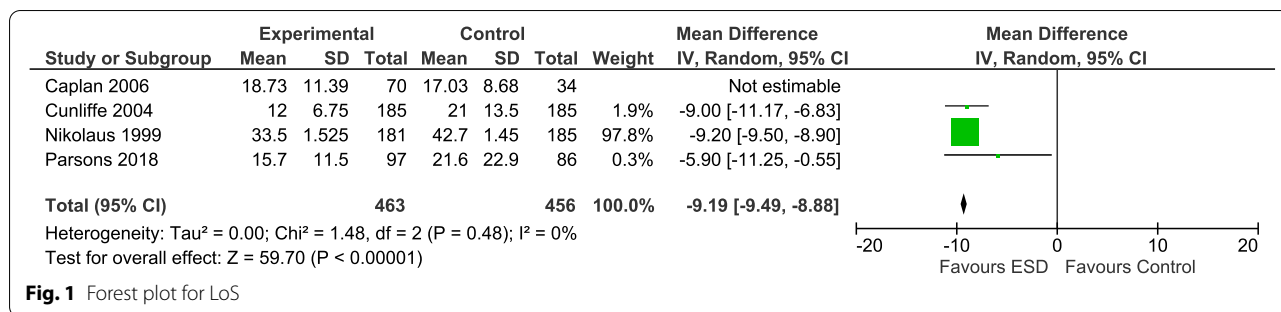 Experimental Control Mean Difference Mean Difference
Study or Subgroup Mean SD Total Mean SD Total Weight IV, Random, 95% CI IV, Random, 95% CI
Caplan 2006 18.73 11.39 70 17.03 8.68 34 Not estimable
Cunliffe 2004 12 6.75 185 21 13.5 185 1.9% -9.00 [-11.17, -6.83]
Nikolaus 1999 33.5 1.525 181 42.7 1.45 185 97.8% -9.20 [-9.50, -8.90]
Parsons 2018 15.7 11.5 97 21.6 22.9 86 0.3% -5.90 [-11.25, -0.55]
Total (95% CI) 463 456 100.0% -9.19 [-9.49, -8.88]
Heterogeneity: Tau² = 0.00; Chi² = 1.48, df = 2 (P = 0.48); I² = 0%
Test for overall effect: Z = 59.70 (P < 0.00001)
-20 -10 0 10 20
Favours ESD Favours Control
Fig. 1 Forest plot for LoS